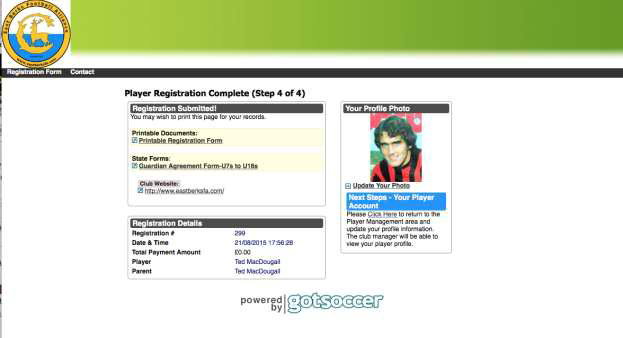 East Berks Football Alliance
www.eastberksfa.com
Registration Form Contact
Player Registration Complete (Step 4 of 4)
Registration Submitted!
You may wish to print this page for your records.
Printable Documents:
Printable Registration Form
State Forms:
Guardian Agreement Form-U7s to U18s
Club Website:
http://www.eastberksfa.com/
Registration Details
Registration # 299
Date & Time 21/08/2015 17:56:28
Total Payment Amount £0.00
Player Ted MacDougall
Parent Ted MacDougall
Your Profile Photo
Update Your Photo
Next Steps - Your Player
Account
Please Click Here to return to the
Player Management area and
update your profile information.
The club manager will be able to
view your player profile.
powered
by gotsoccer